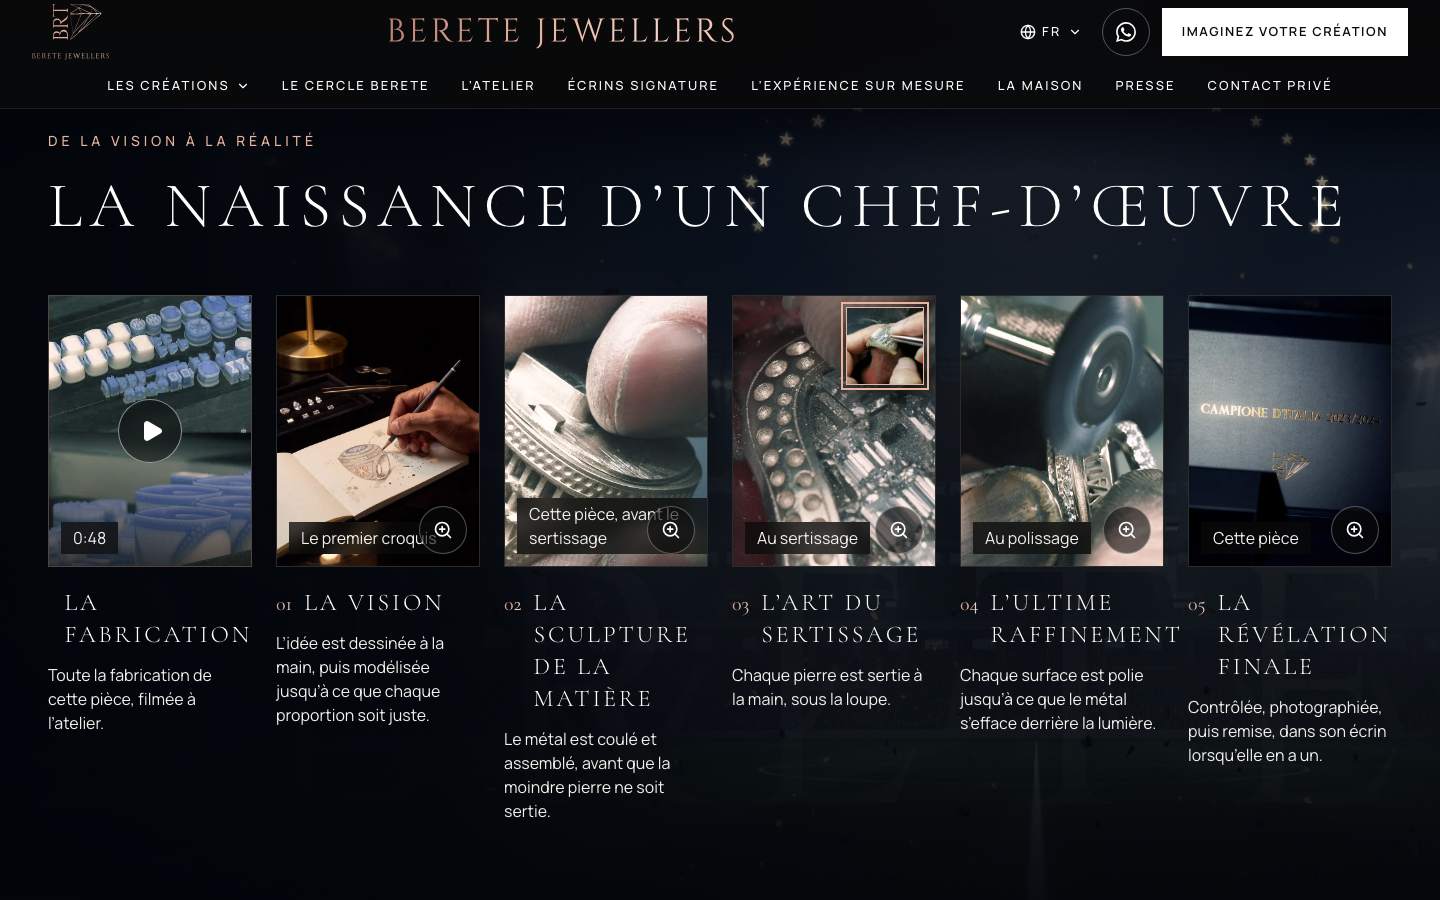 BRT
BERETE JEWELLERS
BERETE JEWELLERS
FR
IMAGINEZ VOTRE CRÉATION
LES CRÉATIONS
LE CERCLE BERETE
L'ATELIER
ÉCRINS SIGNATURE
L'EXPÉRIENCE SUR MESURE
LA MAISON
PRESSE
CONTACT PRIVÉ
DE LA VISION À LA RÉALITÉ
LA NAISSANCE D’UN CHEF-D’ŒUVRE
0:48
Le premier croquis
Cette pièce, avant le
sertissage
Au sertissage
Au polissage
CAMPIONE D'ITALIA
Cette pièce
LA
FABRICATION
Toute la fabrication de
cette pièce, filmée à
l’atelier.
01 LA VISION
L’idée est dessinée à la
main, puis modélisée
jusqu’à ce que chaque
proportion soit juste.
02 LA
SCULPTURE
DE LA
MATIÈRE
Le métal est coulé et
assemblé, avant que la
moindre pierre ne soit
sertie.
03 L’ART DU
SERTISSAGE
Chaque pierre est sertie à
la main, sous la loupe.
04 L’ULTIME
RAFFINEMENT
Chaque surface est polie
jusqu’à ce que le métal
s’efface derrière la lumière.
05 LA
RÉVÉLATION
FINALE
Contrôlée, photographiée,
puis remise, dans son écrin
lorsqu’elle en a un.